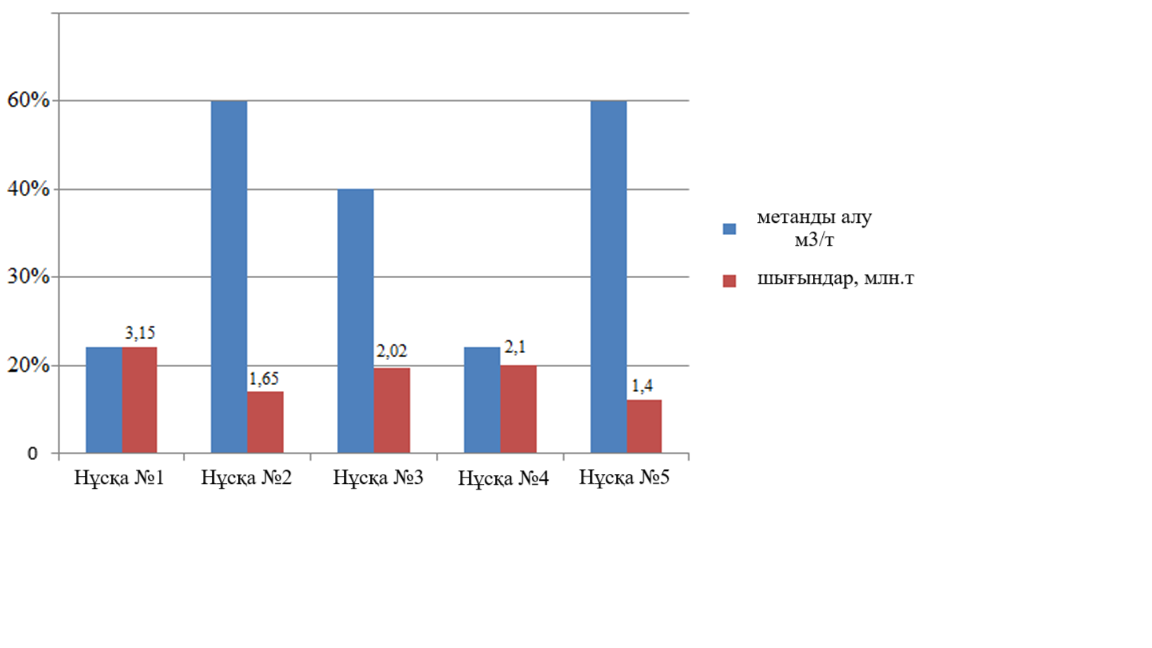 60%
40%
30%
20%
0
3,15
1,65
2,02
2,1
1,4
Нұсқа №1
Нұсқа №2
Нұсқа №3
Нұсқа №4
Нұсқа №5
метанды алу
м3/т
шығындар, млн.т